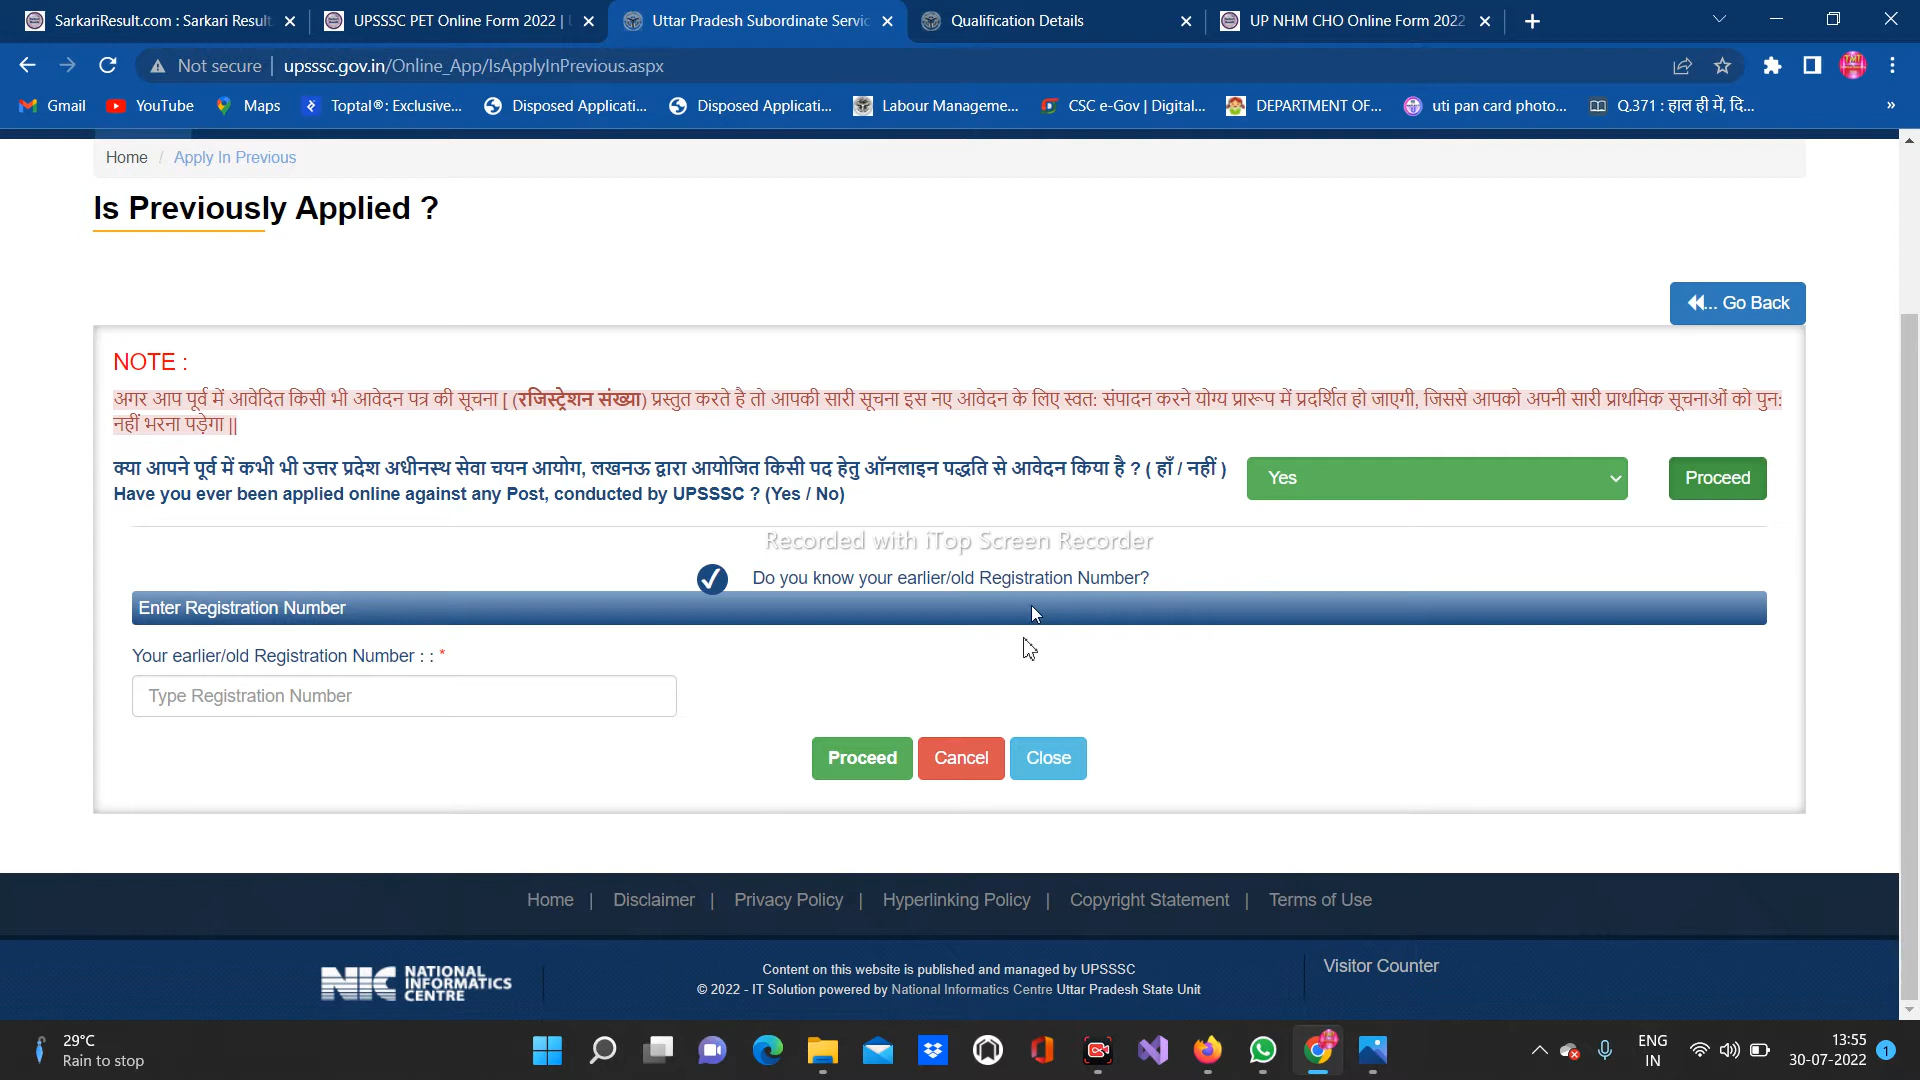 SarkariResult.com : Sarkari Result
UPSSSC PET Online Form 2022 |
Uttar Pradesh Subordinate Servic
Qualification Details
UP NHM CHO Online Form 2022
Not secure | upsssc.gov.in/Online_App/IsApplyInPrevious.aspx
Gmail YouTube Maps Toptal®: Exclusive... Disposed Applicati... Disposed Applicati... Labour Manageme... CSC e-Gov | Digital... DEPARTMENT OF... uti pan card photo... Q.371 : हाल ही में, दि... »
Home / Apply In Previous
Is Previously Applied ?
... Go Back
NOTE :
अगर आप पूर्व में आवेदित किसी भी आवेदन पत्र की सूचना [ (रजिस्ट्रेशन संख्या) प्रस्तुत करते है तो आपकी सारी सूचना इस नए आवेदन के लिए स्वत: संपादन करने योग्य प्रारूप में प्रदर्शित हो जाएगी, जिससे आपको अपनी सारी प्राथमिक सूचनाओं को पुन:
नहीं भरना पड़ेगा ||
क्या आपने पूर्व में कभी भी उत्तर प्रदेश अधीनस्थ सेवा चयन आयोग, लखनऊ द्वारा आयोजित किसी पद हेतु ऑनलाइन पद्धति से आवेदन किया है ? ( हाँ / नहीं )
Have you ever been applied online against any Post, conducted by UPSSSC ? (Yes / No)
Yes
Proceed
Recorded with iTop Screen Recorder
Do you know your earlier/old Registration Number?
Enter Registration Number
Your earlier/old Registration Number : : *
Type Registration Number
Proceed Cancel Close
Home | Disclaimer | Privacy Policy | Hyperlinking Policy | Copyright Statement | Terms of Use
NIC NATIONAL
INFORMATICS
CENTRE
Content on this website is published and managed by UPSSSC
© 2022 - IT Solution powered by National Informatics Centre Uttar Pradesh State Unit
Visitor Counter
29°C
Rain to stop
ENG
IN
13:55
30-07-2022
1